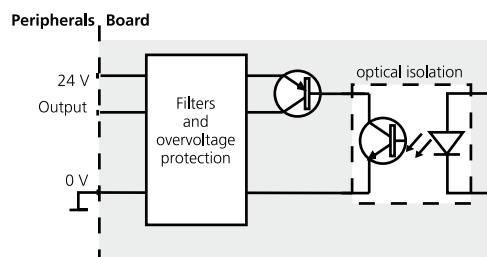 Peripherals Board
optical isolation
24 V
Output
Filters
and
overvoltage
protection
0 V